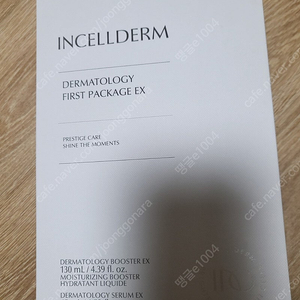 INCELLDERM
DERMATOLOGY
FIRST PACKAGE EX
PRESTIGE CARE
SHINE THE MOMENTS
DERMATOLOGY BOOSTER EX
130 mL / 4.39 fl. oz.
MOISTURIZING BOOSTER
HYDRATANT LIQUIDE
DERMATOLOGY SERUM EX